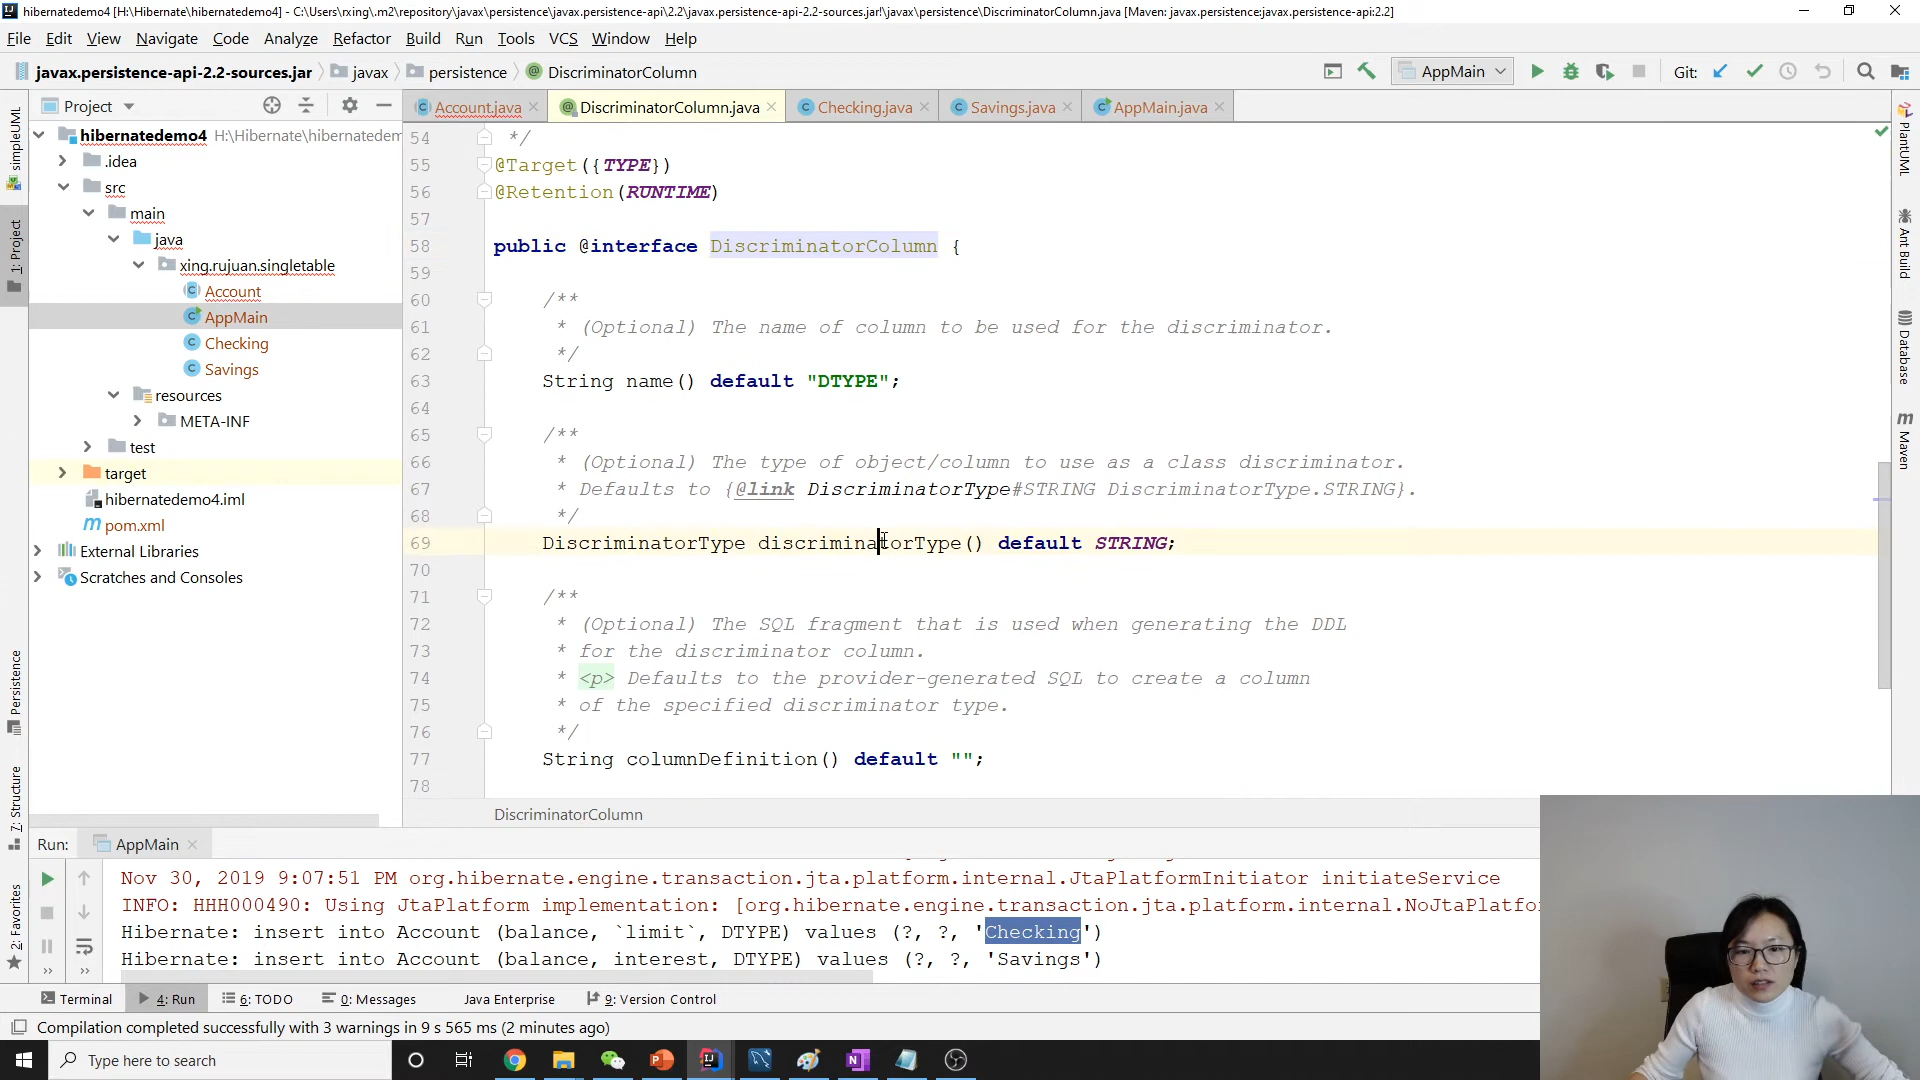 hibernatedemo4 [H:\Hibernate\hibernatedemo4] - C:\Users\rxing\.m2\repository\javax\persistence\javax.persistence-api\2.2\javax.persistence-api-2.2-sources.jar!\javax\persistence\DiscriminatorColumn.java [Maven: javax.persistence:javax.persistence-api:2.2]
File Edit View Navigate Code Analyze Refactor Build Run Tools VCS Window Help
javax.persistence-api-2.2-sources.jar javax persistence DiscriminatorColumn AppMain Git:
Project Account.java DiscriminatorColumn.java Checking.java Savings.java AppMain.java
hibernatedemo4 H:\Hibernate\hibernatedem
.idea
src
main
java
xing.rujuan.singletable
Account
AppMain
Checking
Savings
resources
META-INF
test
target
hibernatedemo4.iml
pom.xml
External Libraries
Scratches and Consoles
simpleUML
1: Project
Persistence
7: Structure
2: Favorites
54 */
55 @Target({TYPE})
56 @Retention(RUNTIME)
57
58 public @interface DiscriminatorColumn {
59
60 /**
61 * (Optional) The name of column to be used for the discriminator.
62 */
63 String name() default "DTYPE";
64
65 /**
66 * (Optional) The type of object/column to use as a class discriminator.
67 * Defaults to {@link DiscriminatorType#STRING DiscriminatorType.STRING}.
68 */
69 DiscriminatorType discriminatorType() default STRING;
70
71 /**
72 * (Optional) The SQL fragment that is used when generating the DDL
73 * for the discriminator column.
74 * <p> Defaults to the provider-generated SQL to create a column
75 * of the specified discriminator type.
76 */
77 String columnDefinition() default "";
78
DiscriminatorColumn
PlantUML
Ant Build
Database
Maven
Run: AppMain
Nov 30, 2019 9:07:51 PM org.hibernate.engine.transaction.jta.platform.internal.JtaPlatformInitiator initiateService
INFO: HHH000490: Using JtaPlatform implementation: [org.hibernate.engine.transaction.jta.platform.internal.NoJtaPlatfo
Hibernate: insert into Account (balance, `limit`, DTYPE) values (?, ?, 'Checking')
Hibernate: insert into Account (balance, interest, DTYPE) values (?, ?, 'Savings')
Terminal 4: Run 6: TODO 0: Messages Java Enterprise 9: Version Control
Compilation completed successfully with 3 warnings in 9 s 565 ms (2 minutes ago)
Type here to search